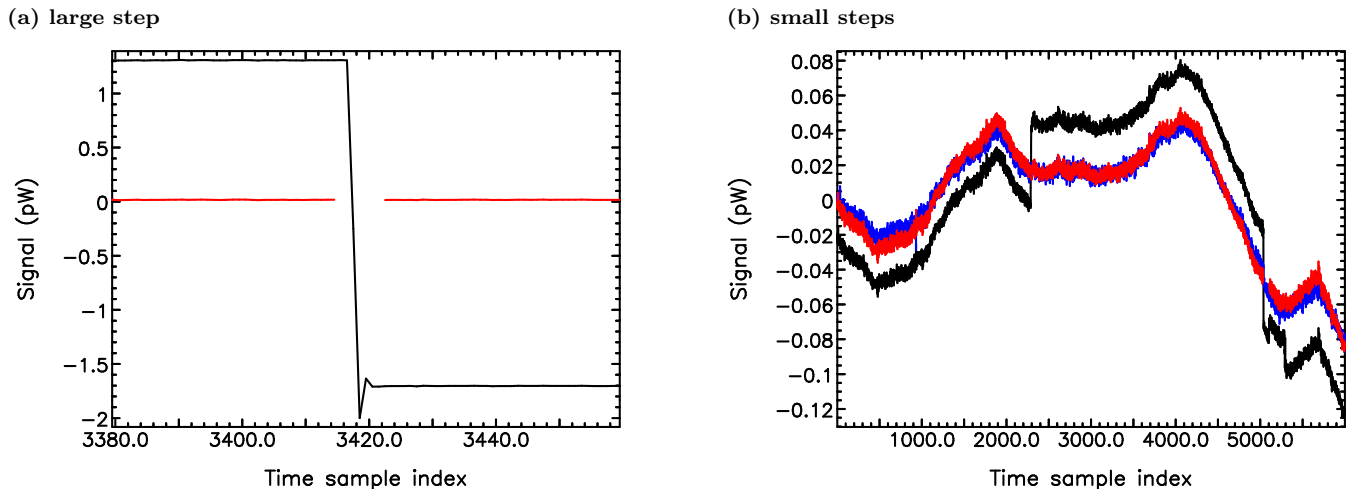 (a) large step
(b) small steps
1
0.5
0
−0.5
−1
−1.5
−2
Signal (pW)
3380.0 3400.0 3420.0 3440.0
Time sample index
0.08
0.06
0.04
0.02
0
−0.02
−0.04
−0.06
−0.08
−0.1
−0.12
Signal (pW)
1000.0 2000.0 3000.0 4000.0 5000.0
Time sample index